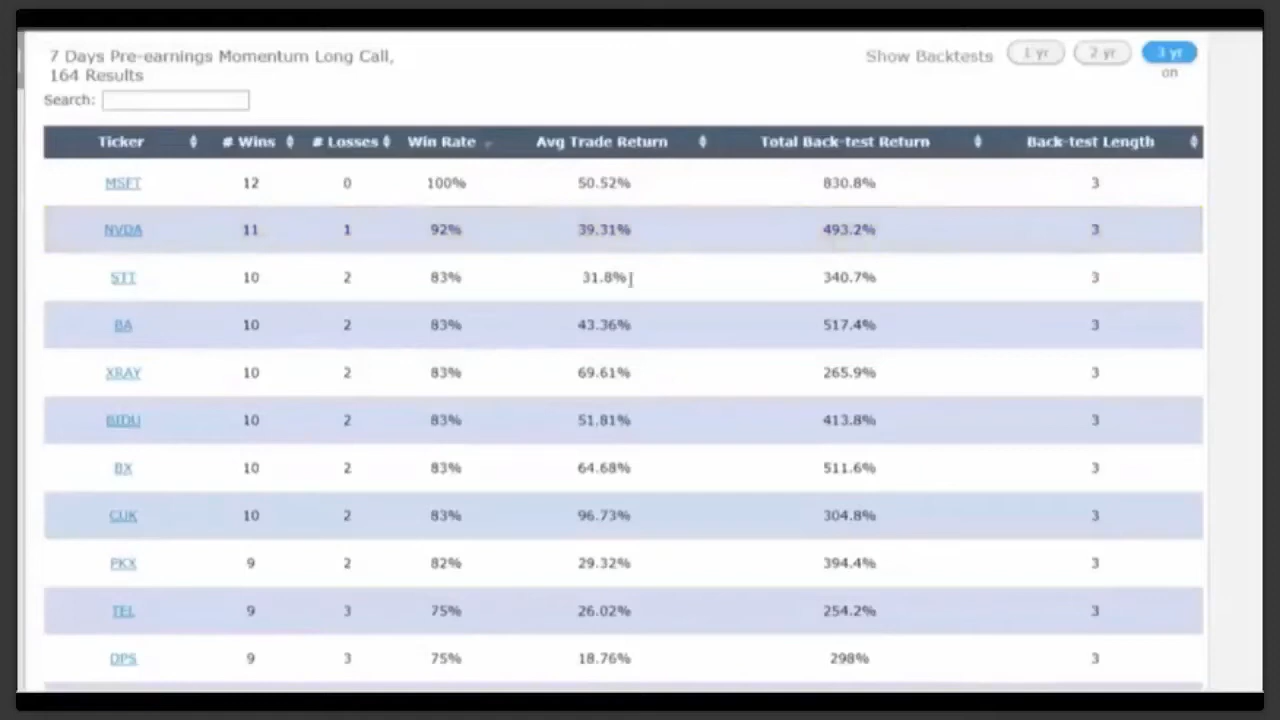 7 Days Pre-earnings Momentum Long Call,
164 Results
Show Backtests 1 yr 2 yr 3 yr
on
Search:
Ticker # Wins # Losses Win Rate Avg Trade Return Total Back-test Return Back-test Length
MSFT 12 0 100% 50.52% 830.8% 3
NVDA 11 1 92% 39.31% 493.2% 3
STI 10 2 83% 31.8% 340.7% 3
BA 10 2 83% 43.36% 517.4% 3
XRAY 10 2 83% 69.61% 265.9% 3
BIDU 10 2 83% 51.81% 413.8% 3
BX 10 2 83% 64.68% 511.6% 3
CUK 10 2 83% 96.73% 304.8% 3
PKX 9 2 82% 29.32% 394.4% 3
TEL 9 3 75% 26.02% 254.2% 3
DPS 9 3 75% 18.76% 298% 3